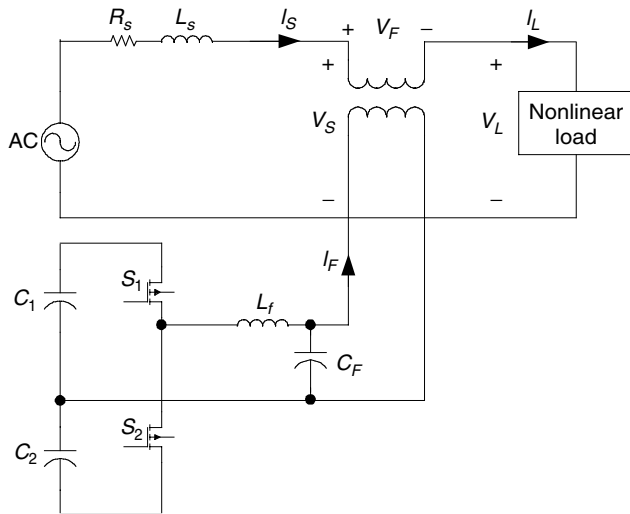 R_s L_s I_S + V_F − I_L
+ +
AC V_S V_L Nonlinear
load
− −
I_F
S_1
C_1 L_f
C_F
S_2
C_2